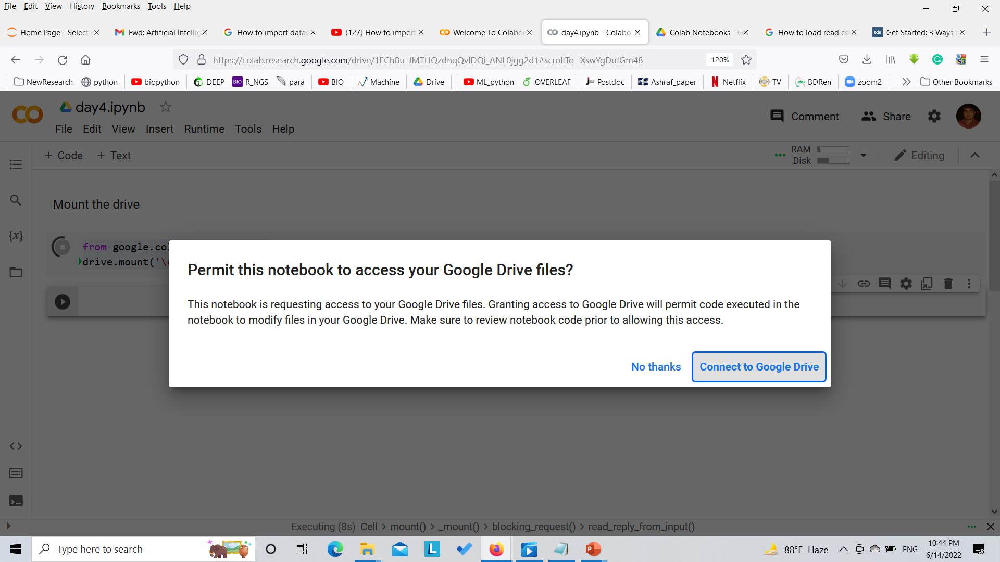 File Edit View History Bookmarks Tools Help
Home Page - Select Fwd: Artificial Intellig How to import datas (127) How to import Welcome To Colabo day4.ipynb - Colabor Colab Notebooks - G How to load read cs tds Get Started: 3 Ways t
https://colab.research.google.com/drive/1EChBu-JMTHQzdnqQvlDQi_ANL0jgg2d1#scrollTo=XswYgDufGm48 120%
NewResearch python biopython DEEP BIO R_NGS para BIO Machine Drive ML_python OVERLEAF Postdoc Ashraf_paper Netflix TV BDRen zoom2 Other Bookmarks
day4.ipynb
Comment Share
File Edit View Insert Runtime Tools Help
+ Code + Text
RAM
Disk
Editing
Mount the drive
from google.co
drive.mount('\
Permit this notebook to access your Google Drive files?
This notebook is requesting access to your Google Drive files. Granting access to Google Drive will permit code executed in the
notebook to modify files in your Google Drive. Make sure to review notebook code prior to allowing this access.
No thanks Connect to Google Drive
Executing (8s) Cell > mount() > _mount() > blocking_request() > read_reply_from_input()
Type here to search
88°F Haze ENG
10:44 PM
6/14/2022